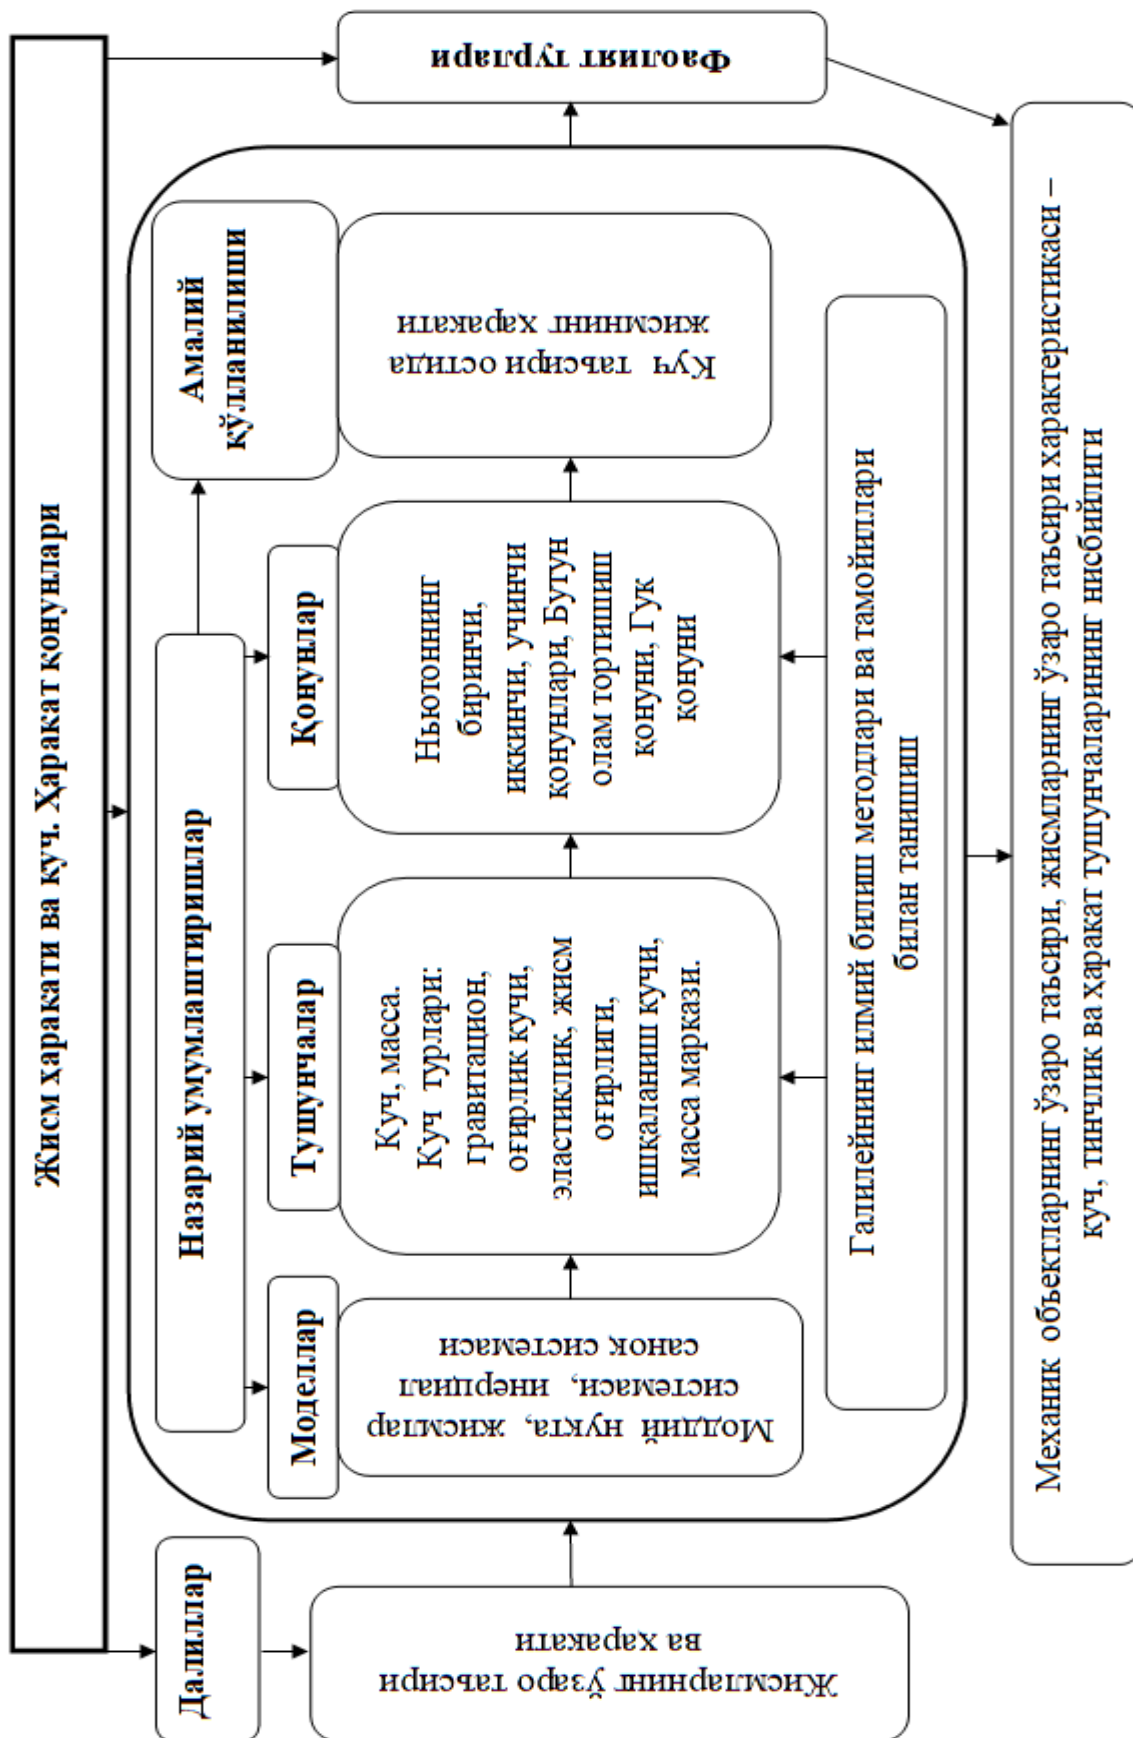 Жисм ҳаракати ва куч. Ҳаракат қонунлари
Далиллар
Жисмларнинг ўзаро таъсири
ва ҳаракати
Назарий умумлаштиришлар
Моделлар
Моддий нуқта, жисмлар
системаси, инерциал
саноқ системаси
Тушунчалар
Куч, масса.
Куч турлари:
гравитацион,
оғирлик кучи,
эластиклик, жисм
оғирлиги,
ишқаланиш кучи,
масса маркази.
Қонунлар
Ньютоннинг
биринчи,
иккинчи, учинчи
қонунлари, Бутун
олам тортишиш
қонуни, Гук
қонуни
Амалий
қўлланилиши
Куч таъсири остида
жисмнинг ҳаракати
Фаолият турлари
Галилейнинг илмий билиш методлари ва тамойиллари
билан танишиш
Механик объектларнинг ўзаро таъсири, жисмларнинг ўзаро таъсири характеристикаси –
куч, тинчлик ва ҳаракат тушунчаларининг нисбийлиги